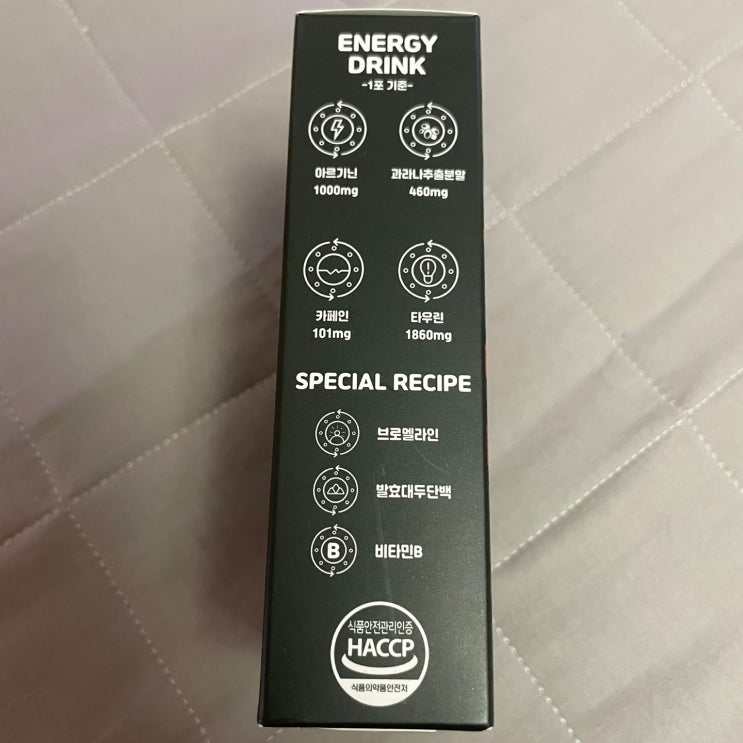 ENERGY
DRINK
-1포 기준-
아르기닌
1000mg
과라나추출분말
460mg
카페인
101mg
타우린
1860mg
SPECIAL RECIPE
브로멜라인
발효대두단백
B
비타민B
식품안전관리인증
HACCP
식품의약품안전처